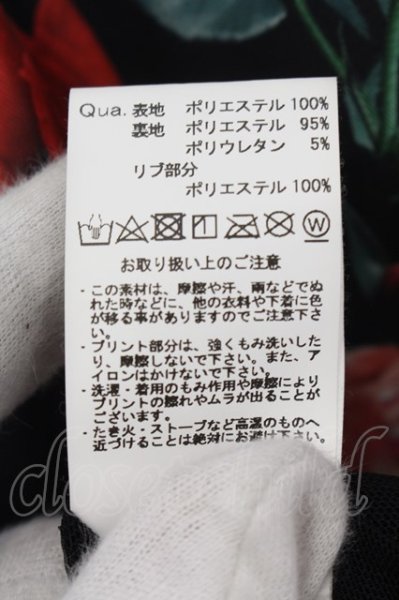 Qua. 表地 ポリエステル 100%
裏地 ポリエステル 95%
ポリウレタン 5%
リブ部分
ポリエステル 100%
W
お取り扱い上のご注意
・この素材は、摩擦や汗、雨などでぬ
れた時などに、他の衣料や下着に色
が移る事がありますのでご注意下さ
い。
・プリント部分は、強くもみ洗いした
り、摩擦しないで下さい。また、ア
イロンはかけないで下さい。
・洗濯・着用のもみ作用や摩擦により
プリントの擦れやムラが出ることが
ございます。
・たき火・ストーブなど高温のものへ
近づけることは絶対にお避け下さい。